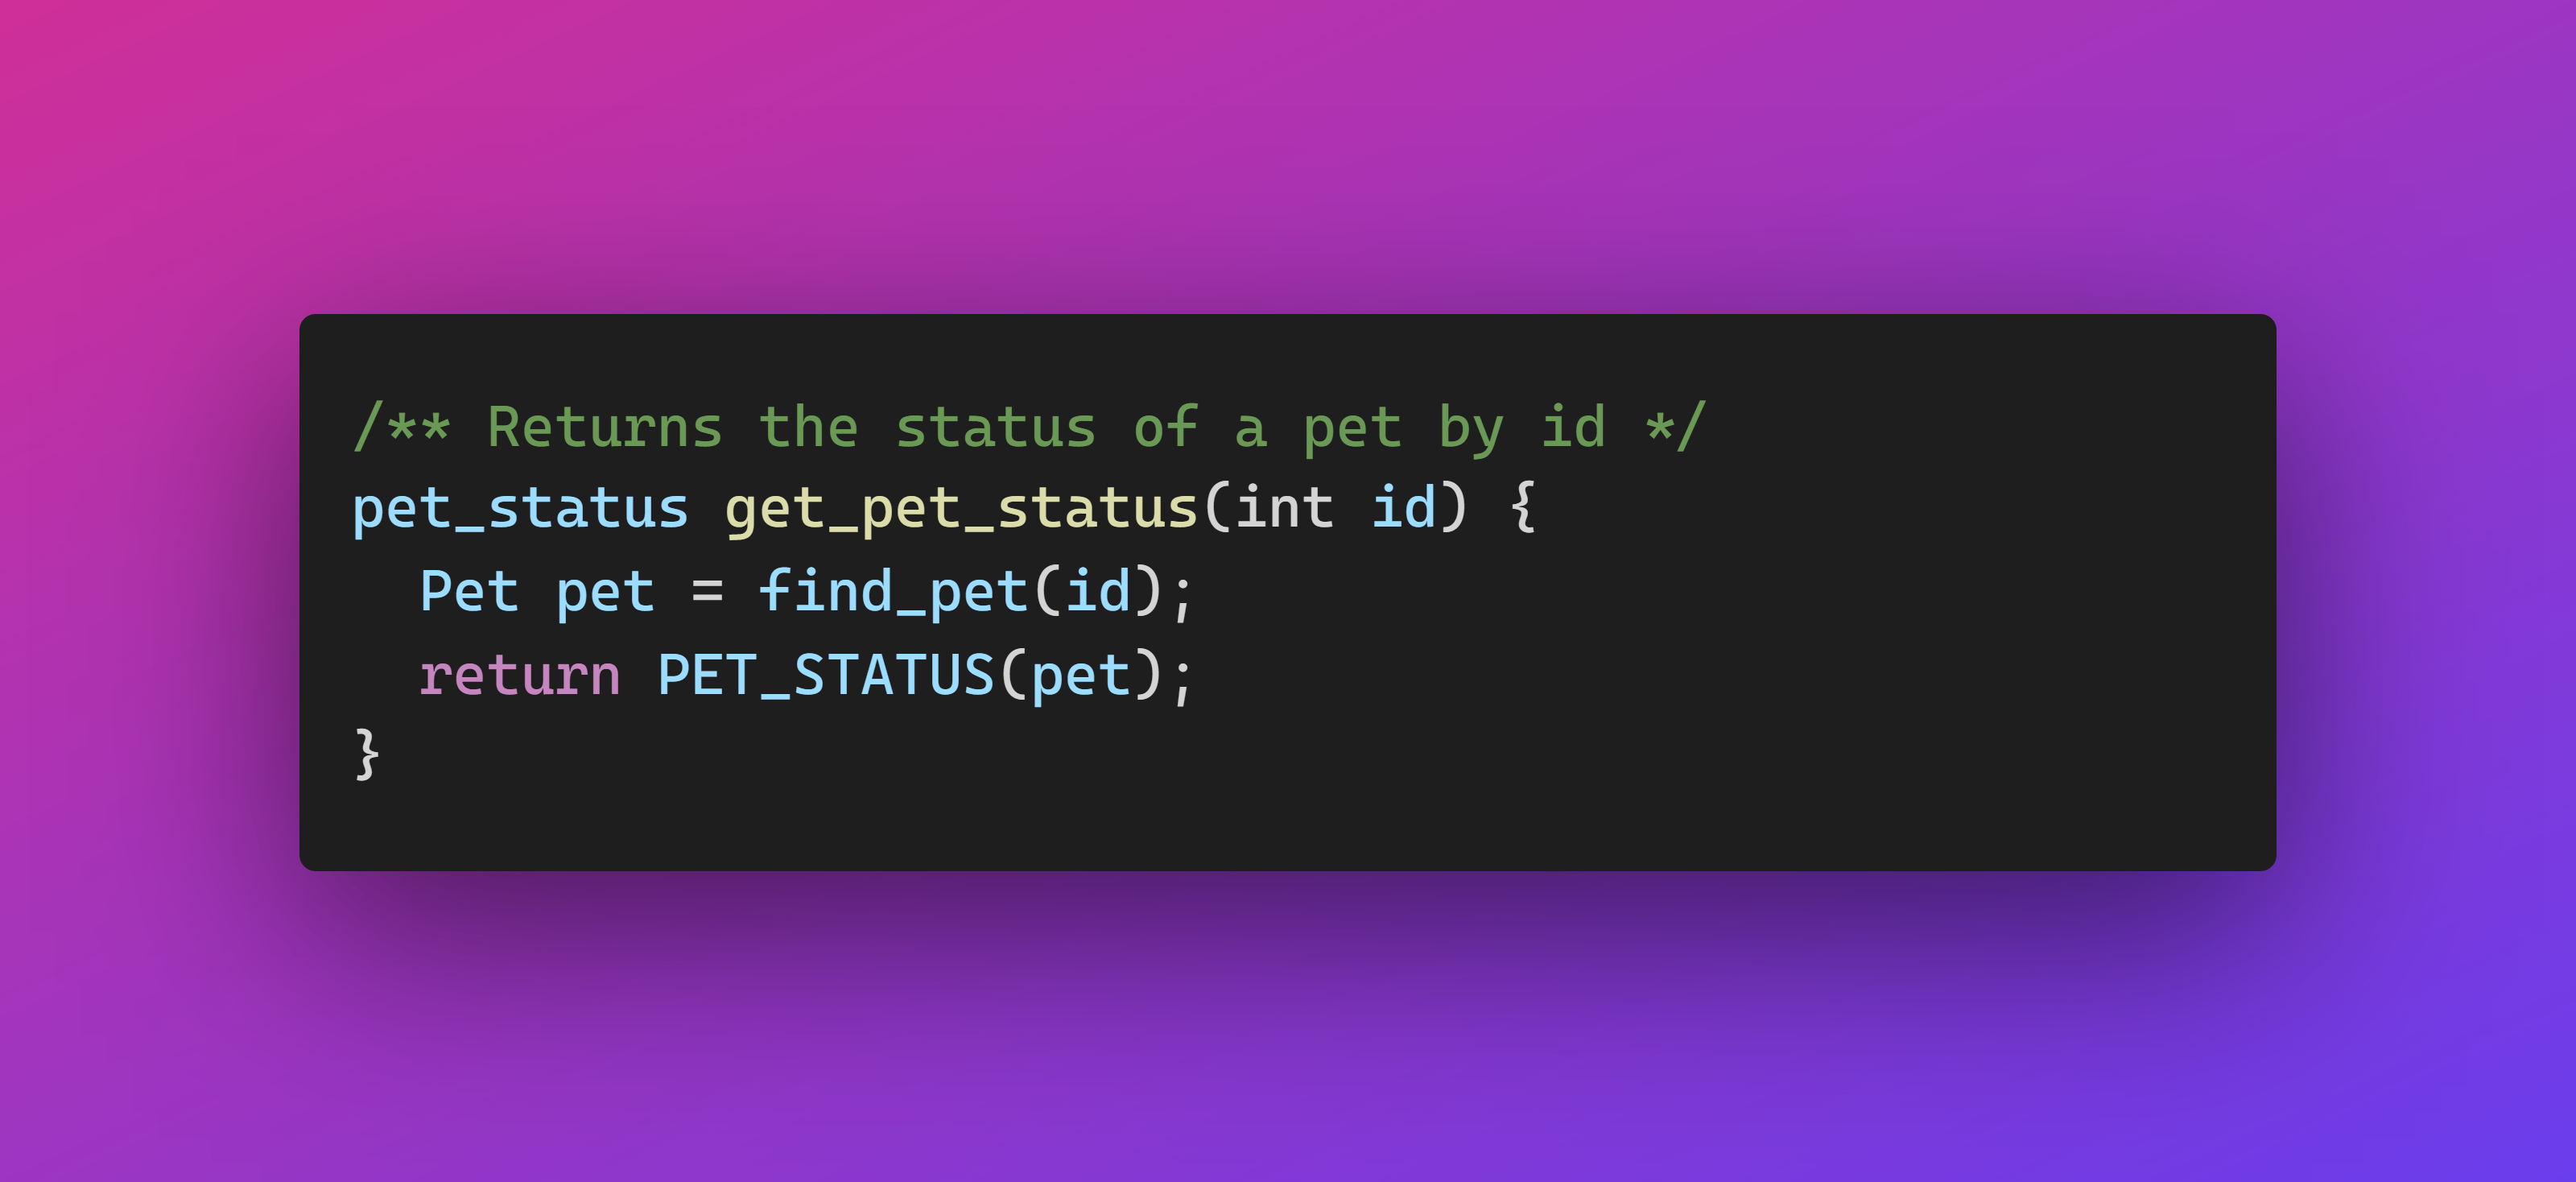 /** Returns the status of a pet by id */
pet_status get_pet_status(int id) {
  Pet pet = find_pet(id);
  return PET_STATUS(pet);
}